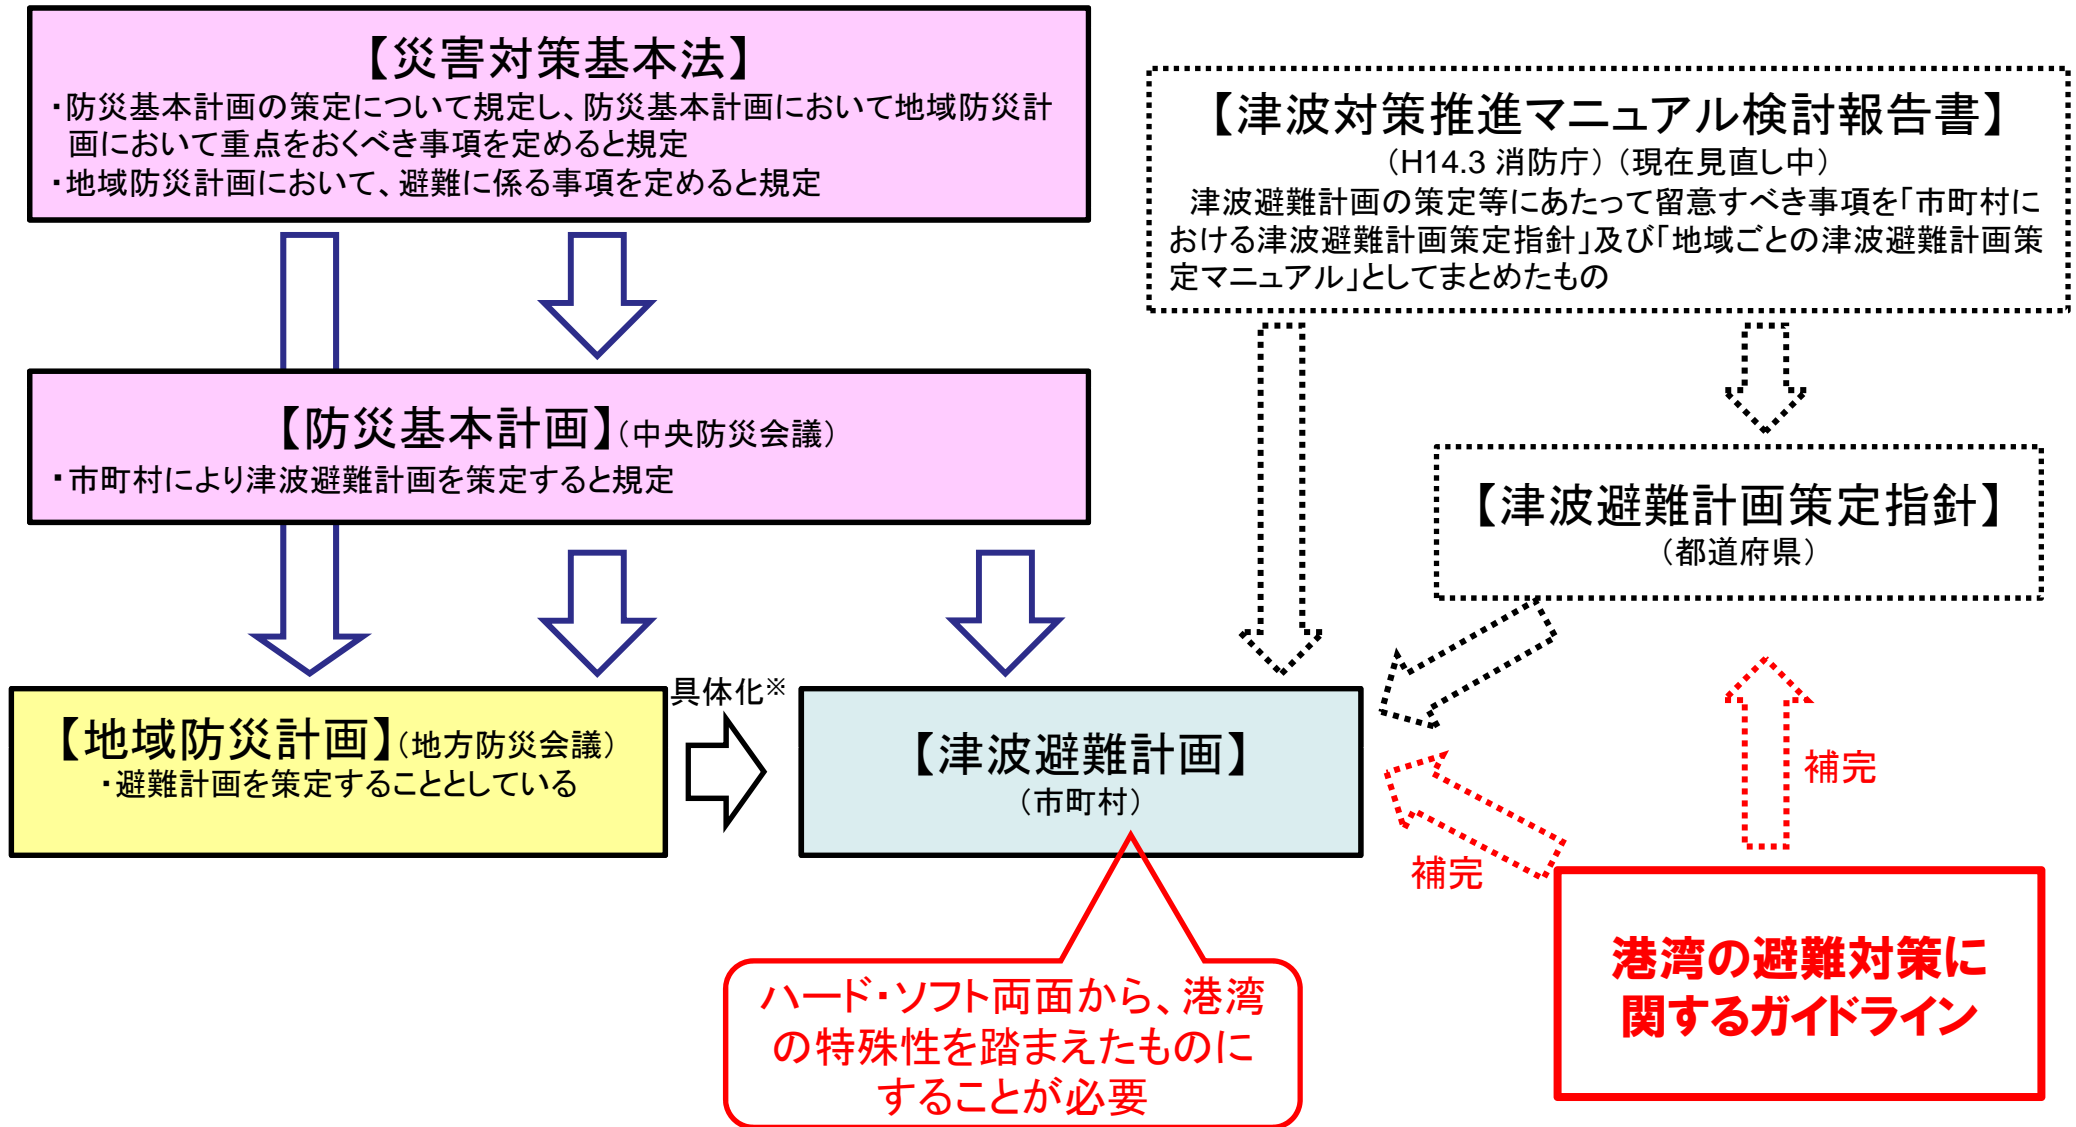 【災害対策基本法】
・防災基本計画の策定について規定し、防災基本計画において地域防災計
画において重点をおくべき事項を定めると規定
・地域防災計画において、避難に係る事項を定めると規定
【津波対策推進マニュアル検討報告書】
（H14.3 消防庁）（現在見直し中）
津波避難計画の策定等にあたって留意すべき事項を「市町村に
おける津波避難計画策定指針」及び「地域ごとの津波避難計画策
定マニュアル」としてまとめたもの
【防災基本計画】（中央防災会議）
・市町村により津波避難計画を策定すると規定
【津波避難計画策定指針】
（都道府県）
【地域防災計画】（地方防災会議）
・避難計画を策定することとしている
具体化※
【津波避難計画】
（市町村）
補完
補完
港湾の避難対策に
関するガイドライン
ハード・ソフト両面から、港湾
の特殊性を踏まえたものに
することが必要